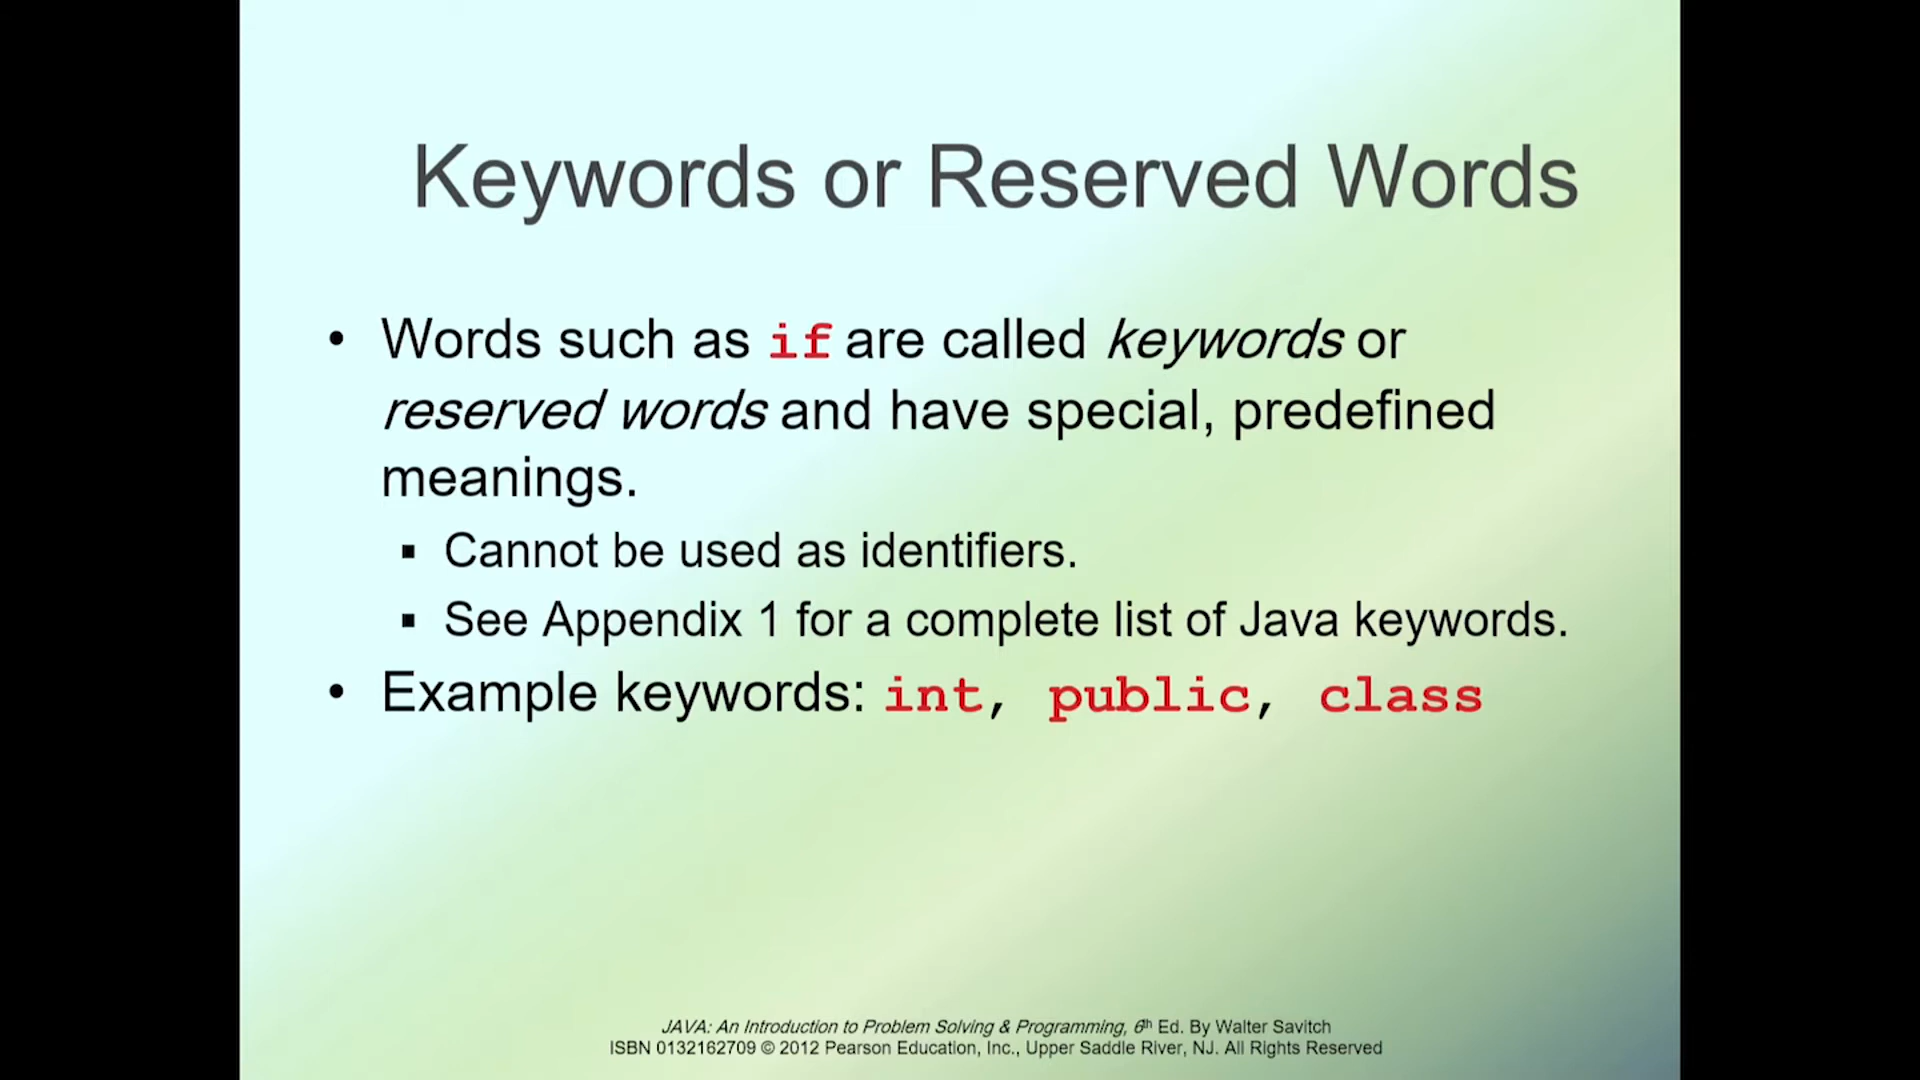 Keywords or Reserved Words
• Words such as if are called keywords or
reserved words and have special, predefined
meanings.
▪ Cannot be used as identifiers.
▪ See Appendix 1 for a complete list of Java keywords.
• Example keywords: int, public, class
JAVA: An Introduction to Problem Solving & Programming, 6th Ed. By Walter Savitch
ISBN 0132162709 © 2012 Pearson Education, Inc., Upper Saddle River, NJ. All Rights Reserved